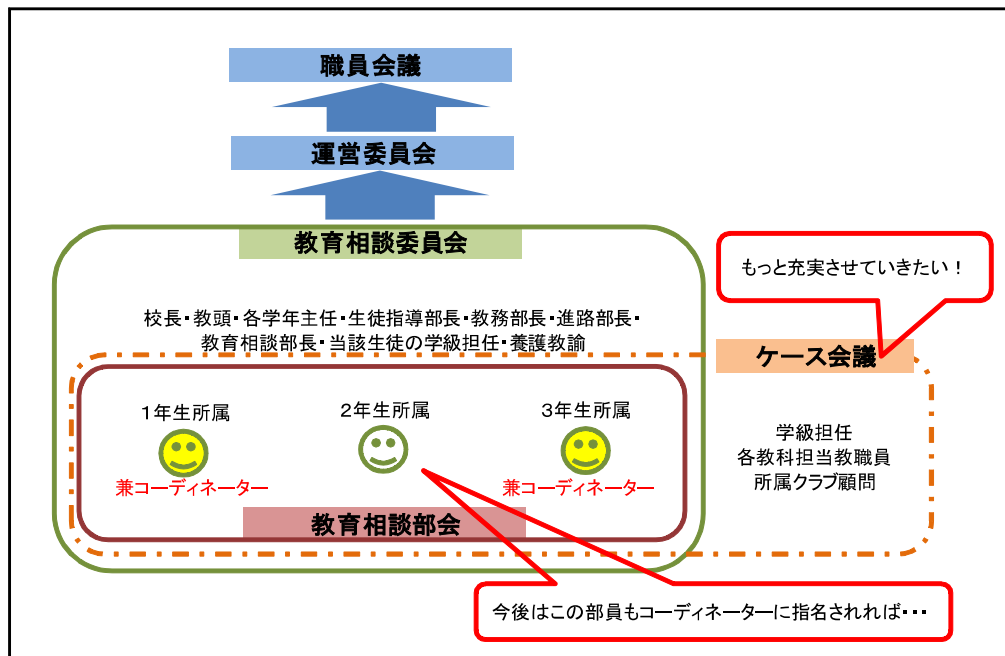 職員会議
運営委員会
教育相談委員会
もっと充実させていきたい！
校長・教頭・各学年主任・生徒指導部長・教務部長・進路部長・
教育相談部長・当該生徒の学級担任・養護教諭
ケース会議
1年生所属
2年生所属
3年生所属
兼コーディネーター
兼コーディネーター
学級担任
各教科担当教職員
所属クラブ顧問
教育相談部会
今後はこの部員もコーディネーターに指名されれば・・・